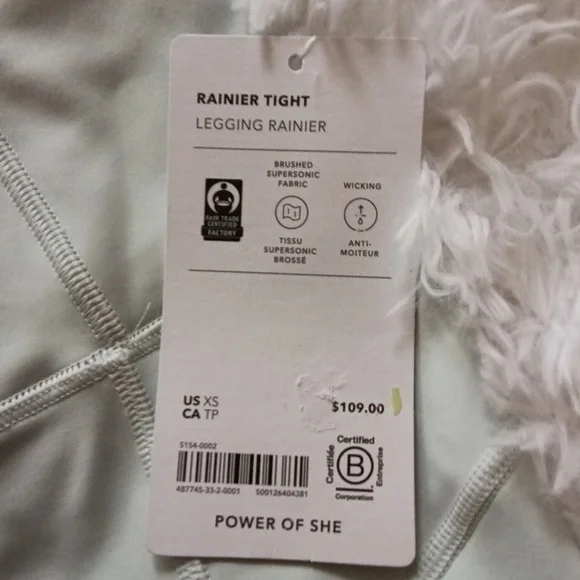 RAINIER TIGHT
LEGGING RAINIER
FAIR TRADE
CERTIFIED
FACTORY
BRUSHED
SUPERSONIC
FABRIC
TISSU
SUPERSONIC
BROSSÉ
WICKING
ANTI-
MOITEUR
US XS
CA TP
$109.00
5154-0002
487745-33-2-0001 500126404381
Certified
Certifiée
B
Entreprise
Corporation
POWER OF SHE